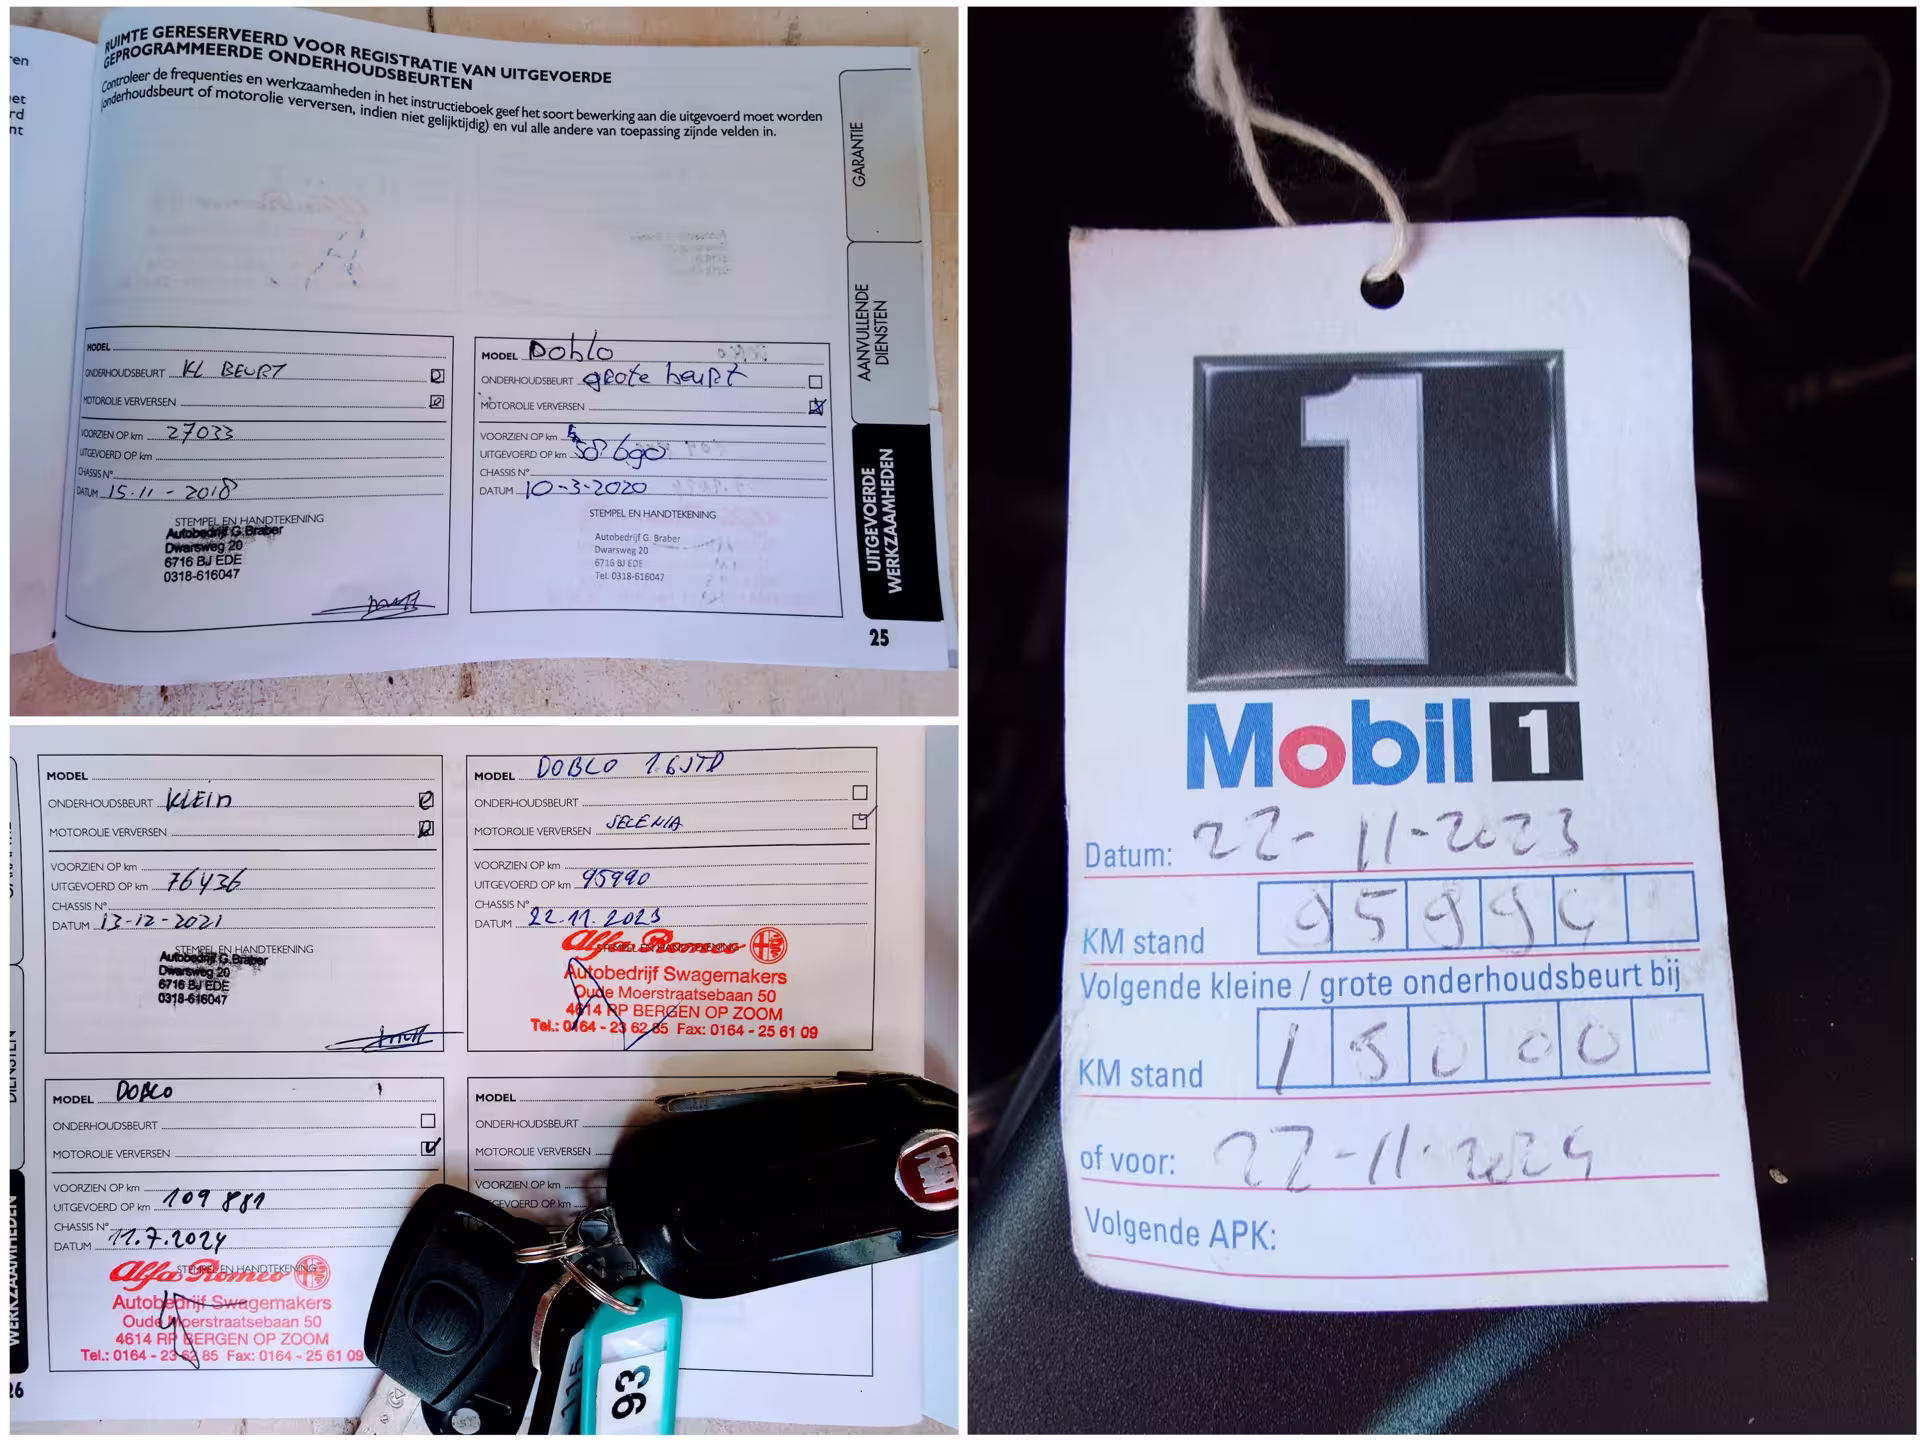 RUIMTE GERESERVEERD VOOR REGISTRATIE VAN UITGEVOERDE
GEPROGRAMMEERDE ONDERHOUDSBEURTEN
Controleer de frequenties en werkzaamheden in het instructieboek geef het soort bewerking aan die uitgevoerd moet worden
(onderhoudsbeurt of motorolie verversen, indien niet gelijktijdig) en vul alle andere van toepassing zijnde velden in.
GARANTIE
AANVULLENDE DIENSTEN
UITGEVOERDE WERKZAAMHEDEN
MODEL
ONDERHOUDSBEURT KL BEURT
MOTOROLIE VERVERSEN
VOORZIEN OP km 27033
UITGEVOERD OP km
CHASSIS N°
DATUM 15-11-2018
STEMPEL EN HANDTEKENING
Autobedrijf G.Braber
Dwarsweg 20
6716 BJ EDE
0318-616047
MODEL Doblo
ONDERHOUDSBEURT grote beurt
MOTOROLIE VERVERSEN
VOORZIEN OP km
UITGEVOERD OP km 58690
CHASSIS N°
DATUM 10-3-2020
STEMPEL EN HANDTEKENING
Autobedrijf G. Braber
Dwarsweg 20
6716 BJ EDE
Tel. 0318-616047
25
MODEL
ONDERHOUDSBEURT KLEIN
MOTOROLIE VERVERSEN
VOORZIEN OP km
UITGEVOERD OP km 76436
CHASSIS N°
DATUM 13-12-2021
STEMPEL EN HANDTEKENING
Autobedrijf G.Braber
Dwarsweg 20
6716 BJ EDE
0318-616047
MODEL DOBLO 1.6JTD
ONDERHOUDSBEURT
MOTOROLIE VERVERSEN SELENIA
VOORZIEN OP km
UITGEVOERD OP km 95990
CHASSIS N°
DATUM 22.11.2023
STEMPEL EN HANDTEKENING
Alfa Romeo
Autobedrijf Swagemakers
Oude Moerstraatsebaan 50
4614 RP BERGEN OP ZOOM
Tel.: 0164 - 23 62 85 Fax: 0164 - 25 61 09
MODEL DOBLO
ONDERHOUDSBEURT
MOTOROLIE VERVERSEN
VOORZIEN OP km
UITGEVOERD OP km 109 881
CHASSIS N°
DATUM 11.7.2024
STEMPEL EN HANDTEKENING
Alfa Romeo
Autobedrijf Swagemakers
Oude Moerstraatsebaan 50
4614 RP BERGEN OP ZOOM
Tel.: 0164 - 23 62 85 Fax: 0164 - 25 61 09
MODEL
ONDERHOUDSBEURT
MOTOROLIE VERVERSEN
VOORZIEN OP km
DIENSTEN
WERKZAAMHEDEN
26
FIAT
93
1
Mobil 1
Datum: 22-11-2023
KM stand 9599
Volgende kleine / grote onderhoudsbeurt bij
KM stand 15000
of voor: 22-11-2024
Volgende APK: